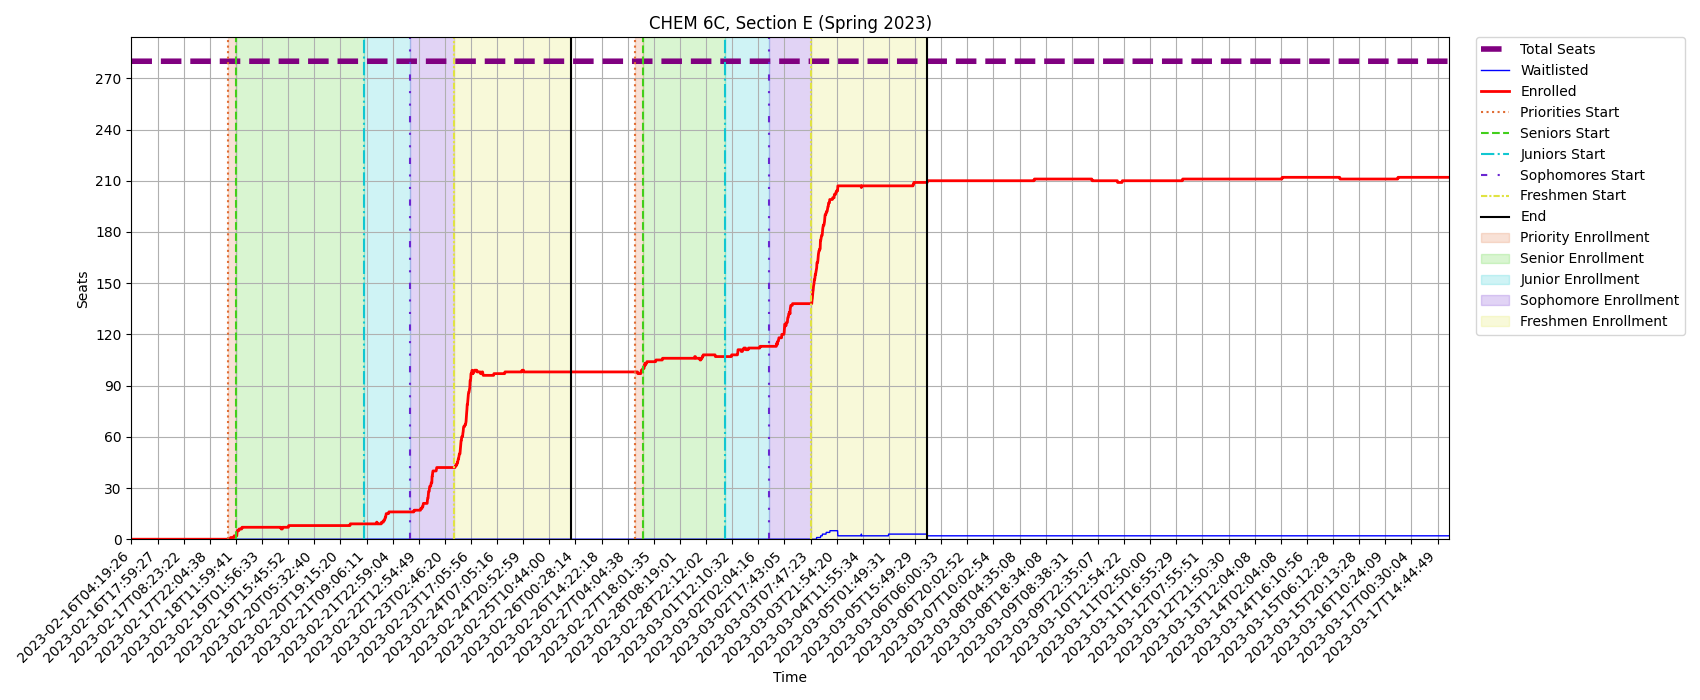 CHEM 6C, Section E (Spring 2023)
Seats
270
240
210
180
150
120
90
60
30
0
2023-02-16T04:19:26
2023-02-16T17:59:27
2023-02-17T08:23:22
2023-02-17T22:04:38
2023-02-18T11:59:41
2023-02-19T01:56:33
2023-02-19T15:45:52
2023-02-20T05:32:40
2023-02-20T19:15:20
2023-02-21T09:06:11
2023-02-21T22:59:04
2023-02-22T12:54:49
2023-02-23T02:46:20
2023-02-24T07:05:56
2023-02-24T07:05:16
2023-02-24T20:52:59
2023-02-25T10:44:00
2023-02-26T00:28:14
2023-02-26T14:22:18
2023-02-27T04:04:38
2023-02-27T18:01:35
2023-02-28T08:19:01
2023-02-28T22:12:02
2023-03-01T12:10:32
2023-03-02T02:04:16
2023-03-02T17:43:05
2023-03-03T07:47:23
2023-03-03T21:54:20
2023-03-04T11:55:34
2023-03-05T01:49:31
2023-03-05T15:49:29
2023-03-06T06:00:33
2023-03-06T20:02:52
2023-03-07T10:02:54
2023-03-08T04:35:08
2023-03-08T18:34:08
2023-03-09T08:38:31
2023-03-09T22:35:07
2023-03-10T12:54:22
2023-03-11T02:50:00
2023-03-11T16:55:29
2023-03-12T07:55:51
2023-03-12T21:50:30
2023-03-13T12:04:08
2023-03-14T02:04:08
2023-03-14T16:10:56
2023-03-15T06:12:28
2023-03-15T20:13:28
2023-03-16T10:24:09
2023-03-17T00:30:04
2023-03-17T14:44:49
Time
Total Seats
Waitlisted
Enrolled
Priorities Start
Seniors Start
Juniors Start
Sophomores Start
Freshmen Start
End
Priority Enrollment
Senior Enrollment
Junior Enrollment
Sophomore Enrollment
Freshmen Enrollment